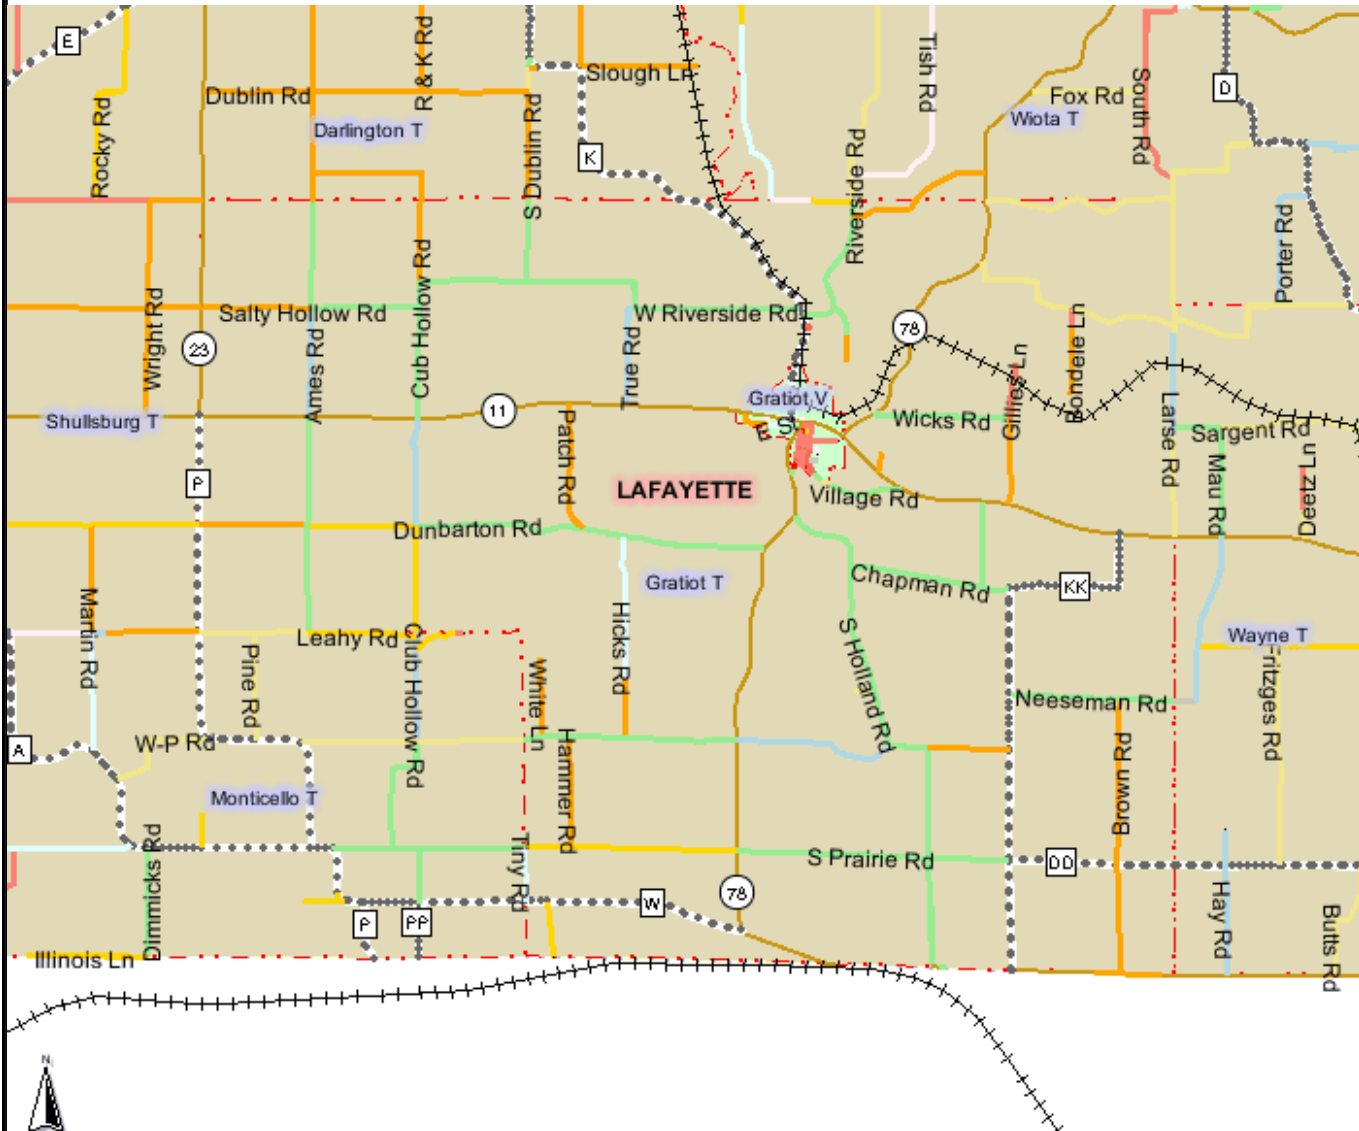 E
Rocky Rd
Dublin Rd
R & K Rd
Darlington T
S Dublin Rd
Slough Ln
K
Riverside Rd
Tish Rd
Fox Rd
Wiota T
South Rd
D
Porter Rd
Wright Rd
23
Salty Hollow Rd
Ames Rd
Cub Hollow Rd
True Rd
W Riverside Rd
78
Gillies Ln
Bondele Ln
Shullsburg T
11
Gratiot V
Wicks Rd
Larse Rd
Sargent Rd
Mau Rd
Deetz Ln
P
Patch Rd
LAFAYETTE
Village Rd
Dunbarton Rd
Gratiot T
Chapman Rd
KK
Martin Rd
Pine Rd
Leahy Rd
Club Hollow Rd
White Ln
Hicks Rd
S Holland Rd
Neeseman Rd
Wayne T
Fritzges Rd
A
W-P Rd
Hammer Rd
Brown Rd
Monticello T
Dimmicks Rd
Tiny Rd
S Prairie Rd
DD
P
PP
W
78
Hay Rd
Butts Rd
Illinois Ln
N